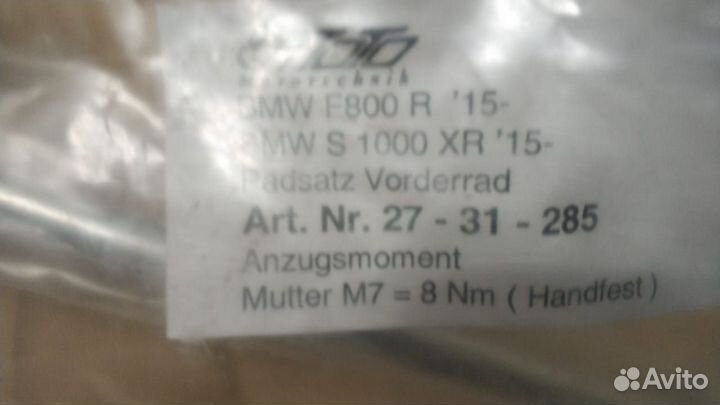 BMW F800 R '15-
BMW S 1000 XR '15-
Padsatz Vorderrad
Art. Nr. 27 - 31 - 285
Anzugsmoment
Mutter M7 = 8 Nm ( Handfest )
Avito